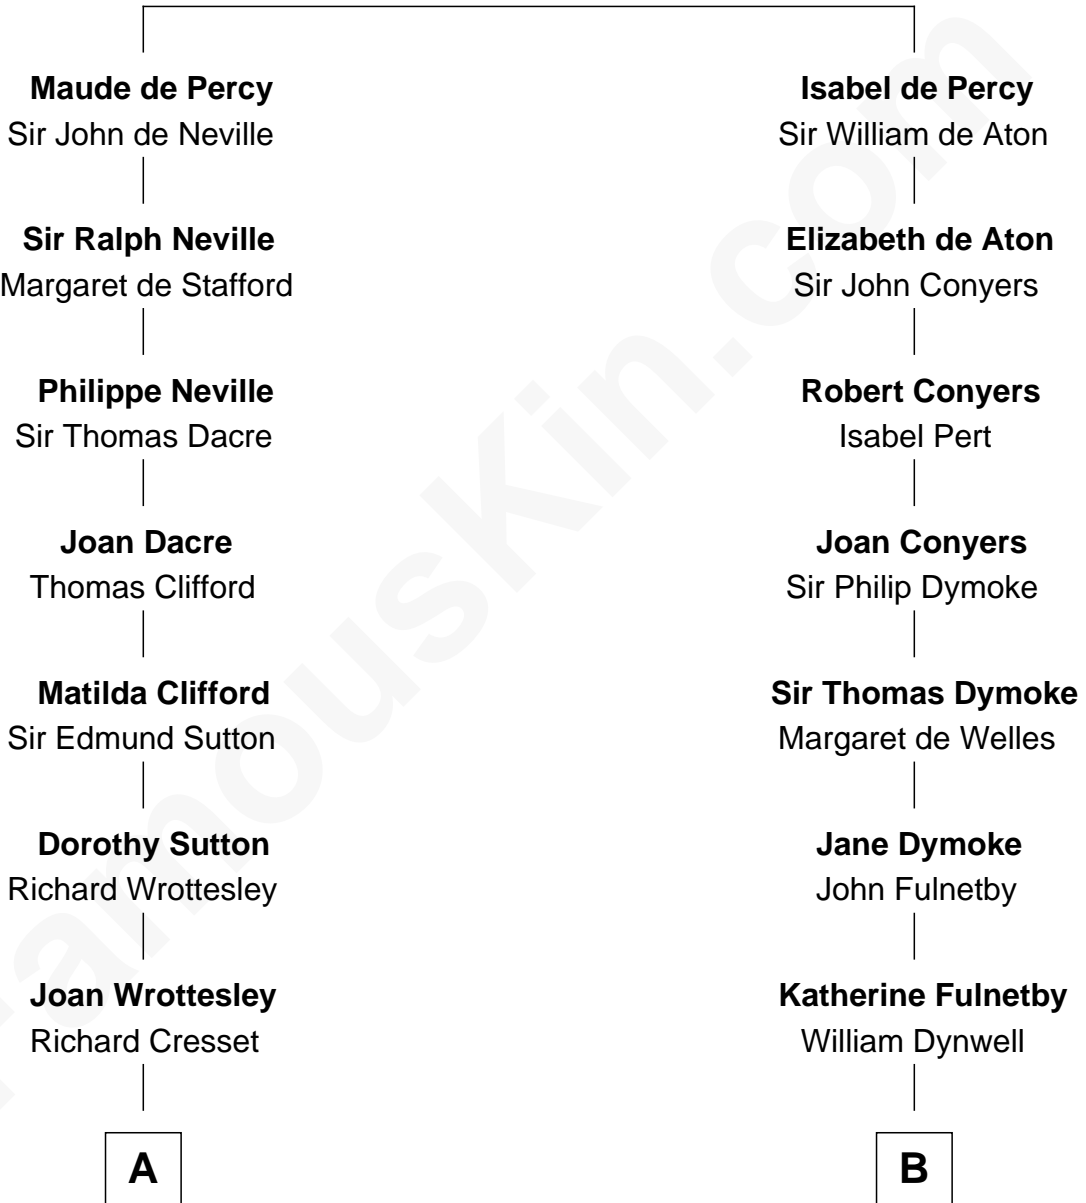 Maude de Percy
Sir John de Neville
Sir Ralph Neville
Margaret de Stafford
Philippe Neville
Sir Thomas Dacre
Joan Dacre
Thomas Clifford
Matilda Clifford
Sir Edmund Sutton
Dorothy Sutton
Richard Wrottesley
Joan Wrottesley
Richard Cresset
A
Isabel de Percy
Sir William de Aton
Elizabeth de Aton
Sir John Conyers
Robert Conyers
Isabel Pert
Joan Conyers
Sir Philip Dymoke
Sir Thomas Dymoke
Margaret de Welles
Jane Dymoke
John Fulnetby
Katherine Fulnetby
William Dynwell
B
FamousKin.com